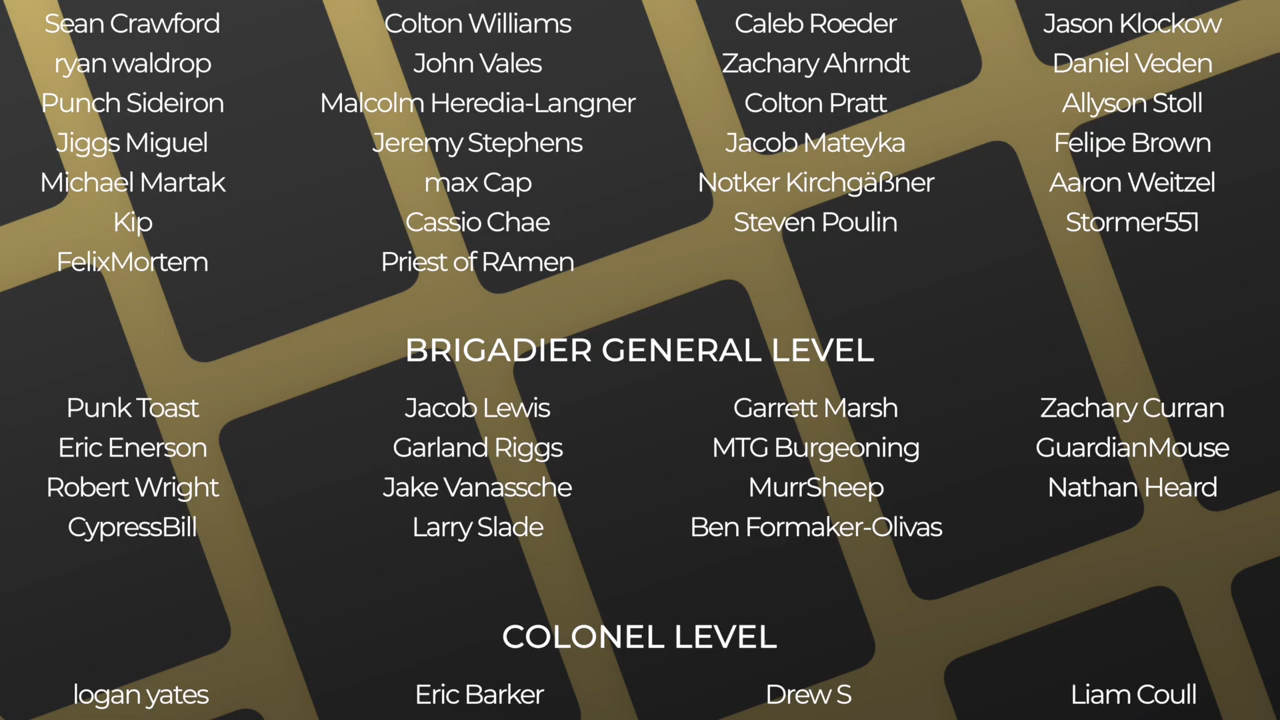 Sean Crawford Colton Williams Caleb Roeder Jason Klockow
ryan waldrop John Vales Zachary Ahrndt Daniel Veden
Punch Sideiron Malcolm Heredia-Langner Colton Pratt Allyson Stoll
Jiggs Miguel Jeremy Stephens Jacob Mateyka Felipe Brown
Michael Martak max Cap Notker Kirchgäßner Aaron Weitzel
Kip Cassio Chae Steven Poulin Stormer551
FelixMortem Priest of RAmen
BRIGADIER GENERAL LEVEL
Punk Toast Jacob Lewis Garrett Marsh Zachary Curran
Eric Enerson Garland Riggs MTG Burgeoning GuardianMouse
Robert Wright Jake Vanassche MurrSheep Nathan Heard
CypressBill Larry Slade Ben Formaker-Olivas
COLONEL LEVEL
logan yates Eric Barker Drew S Liam Coull